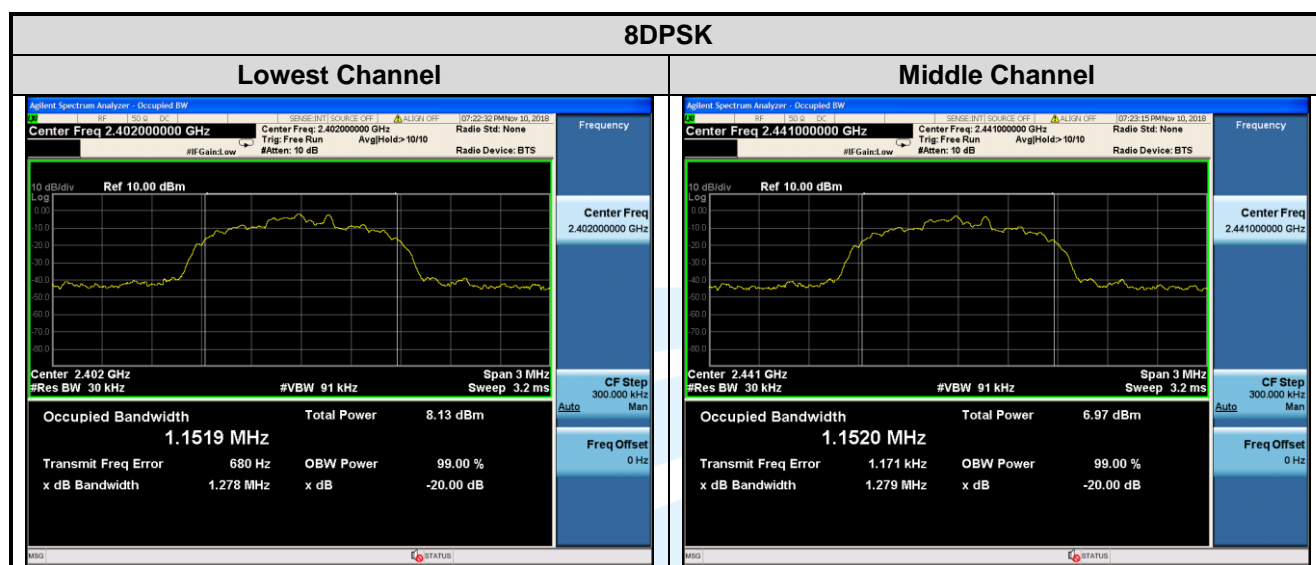 8DPSK
Lowest Channel
Middle Channel
Agilent Spectrum Analyzer - Occupied BW
RF 50 Ω DC SENSE:INT SOURCE OFF ALIGN OFF 07:22:32 PM Nov 10, 2018
Center Freq 2.402000000 GHz
Center Freq: 2.402000000 GHz
Radio Std: None
Trig: Free Run Avg|Hold:> 10/10
#IFGain:Low
#Atten: 10 dB
Radio Device: BTS
10 dB/div Ref 10.00 dBm
Log
0.00
-10.0
-20.0
-30.0
-40.0
-50.0
-60.0
-70.0
-80.0
Center 2.402 GHz
Span 3 MHz
#Res BW 30 kHz
#VBW 91 kHz
Sweep 3.2 ms
Occupied Bandwidth
Total Power 8.13 dBm
1.1519 MHz
Transmit Freq Error 680 Hz OBW Power 99.00 %
x dB Bandwidth 1.278 MHz x dB -20.00 dB
MSG
STATUS
Frequency
Center Freq
2.402000000 GHz
CF Step
300.000 kHz
Auto Man
Freq Offset
0 Hz
Agilent Spectrum Analyzer - Occupied BW
RF 50 Ω DC SENSE:INT SOURCE OFF ALIGN OFF 07:23:15 PM Nov 10, 2018
Center Freq 2.441000000 GHz
Center Freq: 2.441000000 GHz
Radio Std: None
Trig: Free Run Avg|Hold:> 10/10
#IFGain:Low
#Atten: 10 dB
Radio Device: BTS
10 dB/div Ref 10.00 dBm
Log
0.00
-10.0
-20.0
-30.0
-40.0
-50.0
-60.0
-70.0
-80.0
Center 2.441 GHz
Span 3 MHz
#Res BW 30 kHz
#VBW 91 kHz
Sweep 3.2 ms
Occupied Bandwidth
Total Power 6.97 dBm
1.1520 MHz
Transmit Freq Error 1.171 kHz OBW Power 99.00 %
x dB Bandwidth 1.279 MHz x dB -20.00 dB
MSG
STATUS
Frequency
Center Freq
2.441000000 GHz
CF Step
300.000 kHz
Auto Man
Freq Offset
0 Hz